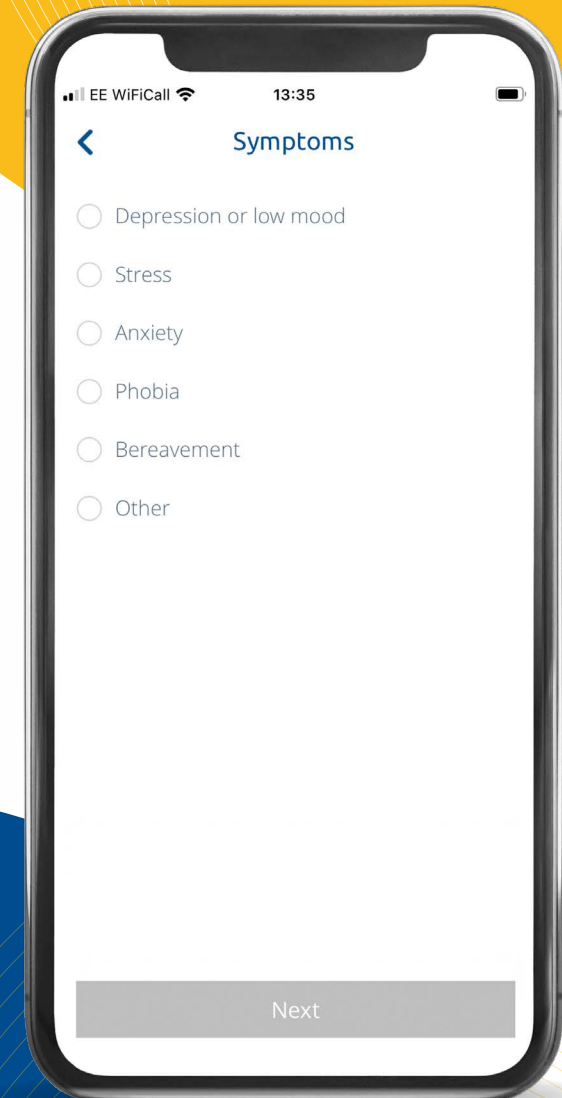 EE WiFiCall
13:35
Symptoms
Depression or low mood
Stress
Anxiety
Phobia
Bereavement
Other
Next